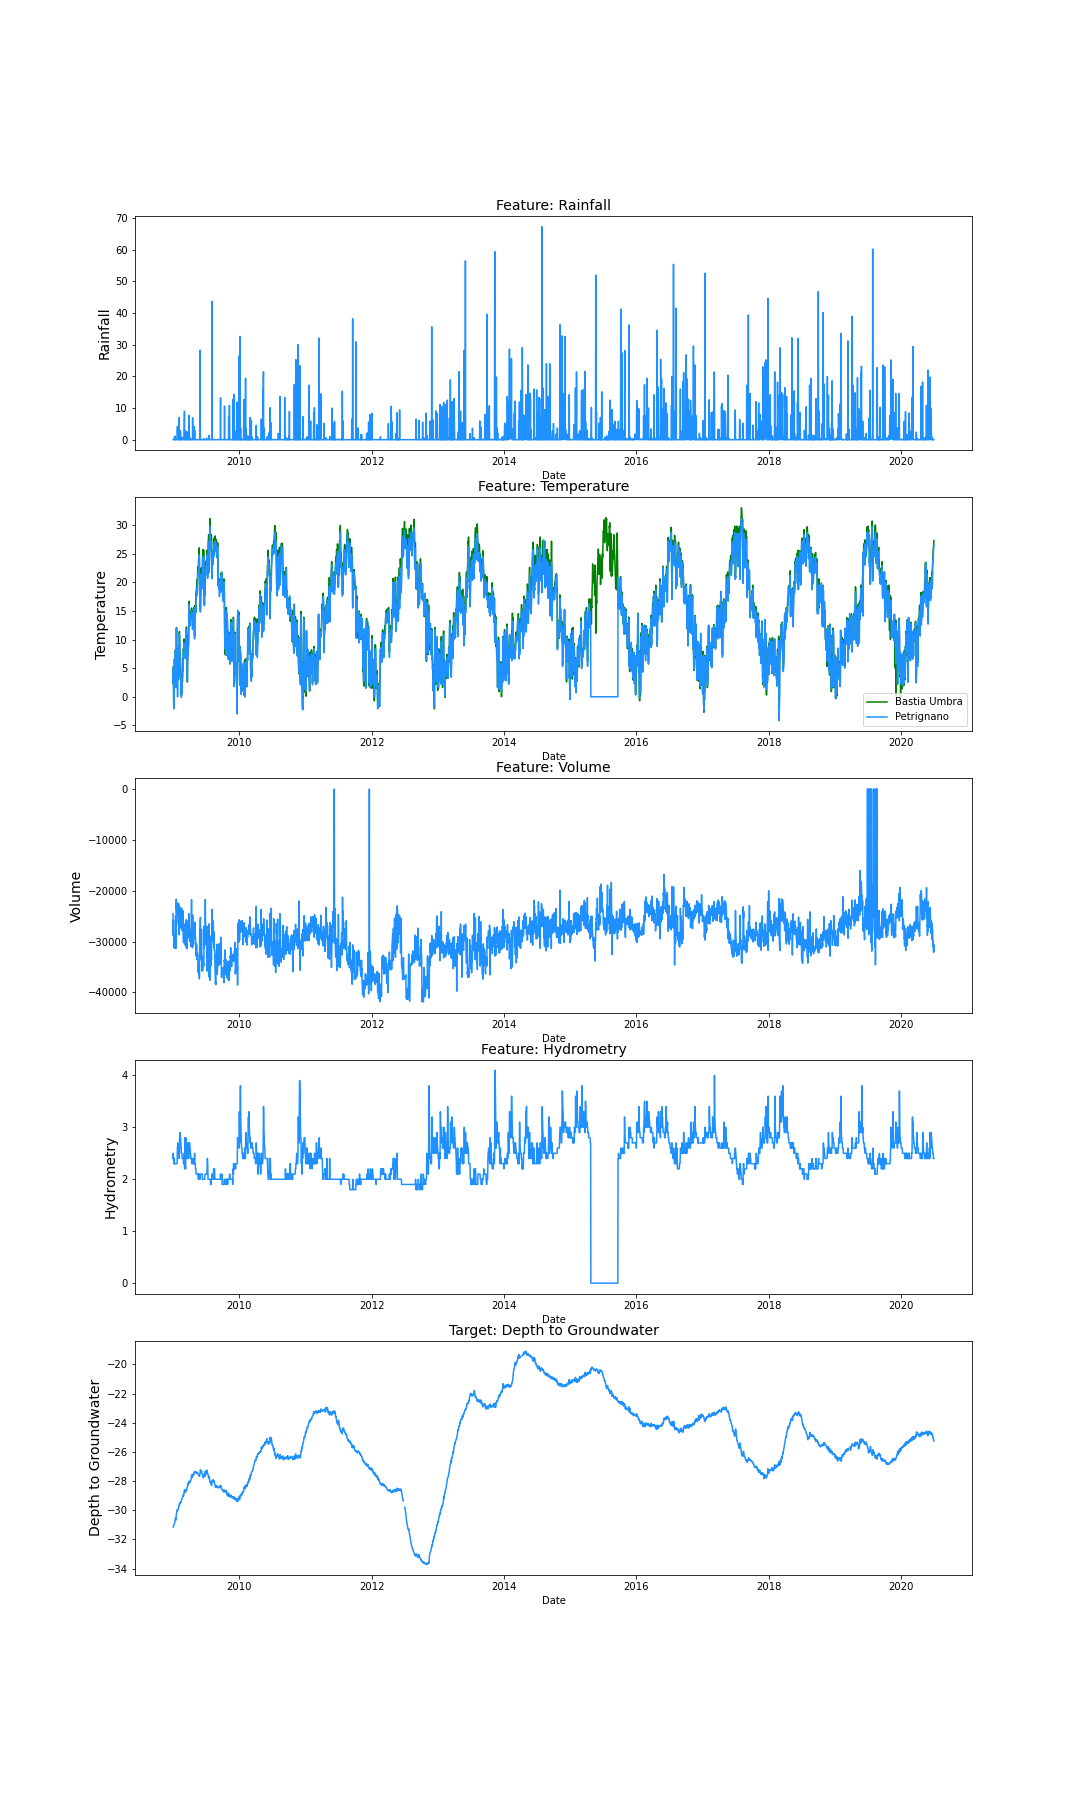 Feature: Rainfall
70
60
50
40
30
20
10
0
Rainfall
2010 2012 2014 2016 2018 2020
Date
Feature: Temperature
30
25
20
15
10
5
0
−5
Temperature
Bastia Umbra
Petrignano
2010 2012 2014 2016 2018 2020
Date
Feature: Volume
0
−10000
−20000
−30000
−40000
Volume
2010 2012 2014 2016 2018 2020
Date
Feature: Hydrometry
4
3
2
1
0
Hydrometry
2010 2012 2014 2016 2018 2020
Date
Target: Depth to Groundwater
−20
−22
−24
−26
−28
−30
−32
−34
Depth to Groundwater
2010 2012 2014 2016 2018 2020
Date